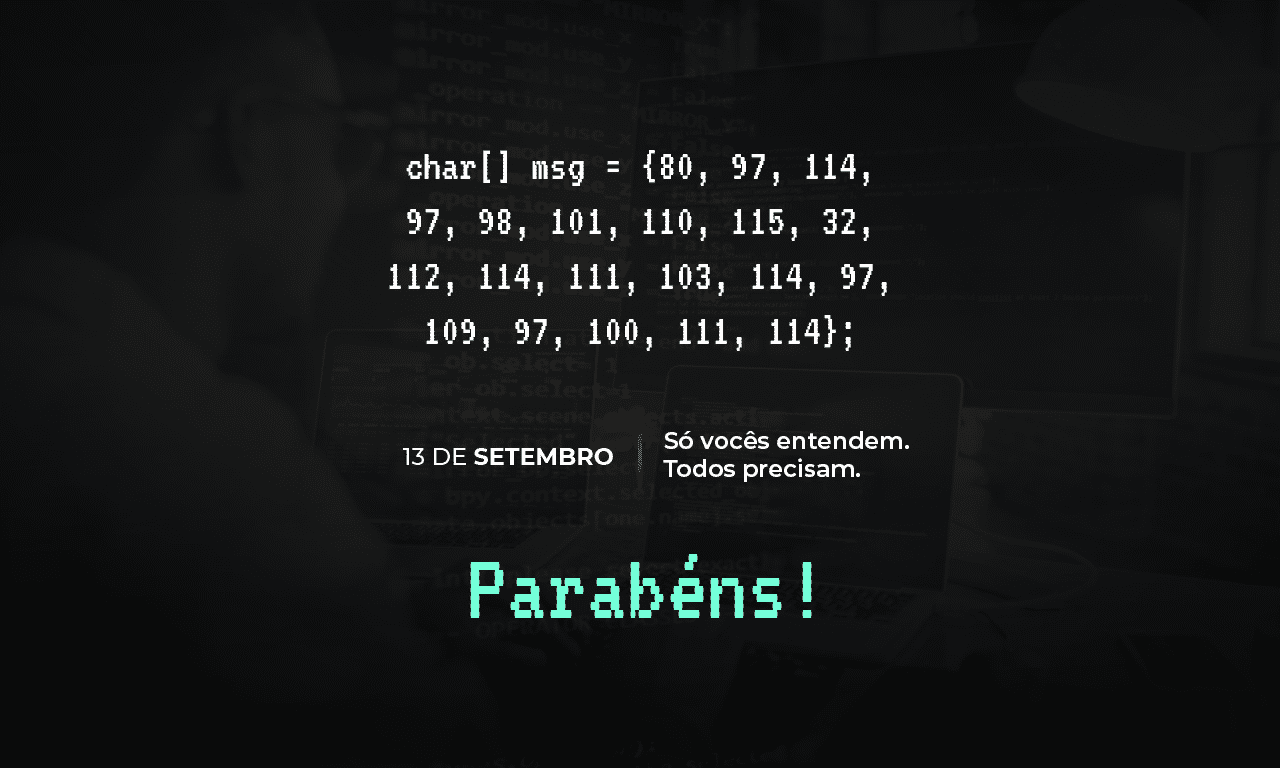 char[] msg = {80, 97, 114,
97, 98, 101, 110, 115, 32,
112, 114, 111, 103, 114, 97,
109, 97, 100, 111, 114};
13 DE SETEMBRO
Só vocês entendem.
Todos precisam.
Parabéns!